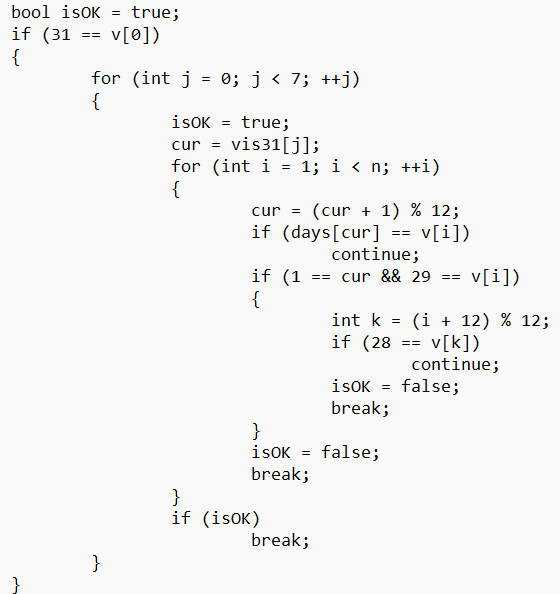 bool isOK = true;
if (31 == v[0])
{
        for (int j = 0; j < 7; ++j)
        {
                isOK = true;
                cur = vis31[j];
                for (int i = 1; i < n; ++i)
                {
                        cur = (cur + 1) % 12;
                        if (days[cur] == v[i])
                                continue;
                        if (1 == cur && 29 == v[i])
                        {
                                int k = (i + 12) % 12;
                                if (28 == v[k])
                                        continue;
                                isOK = false;
                                break;
                        }
                        isOK = false;
                        break;
                }
                if (isOK)
                        break;
        }
}